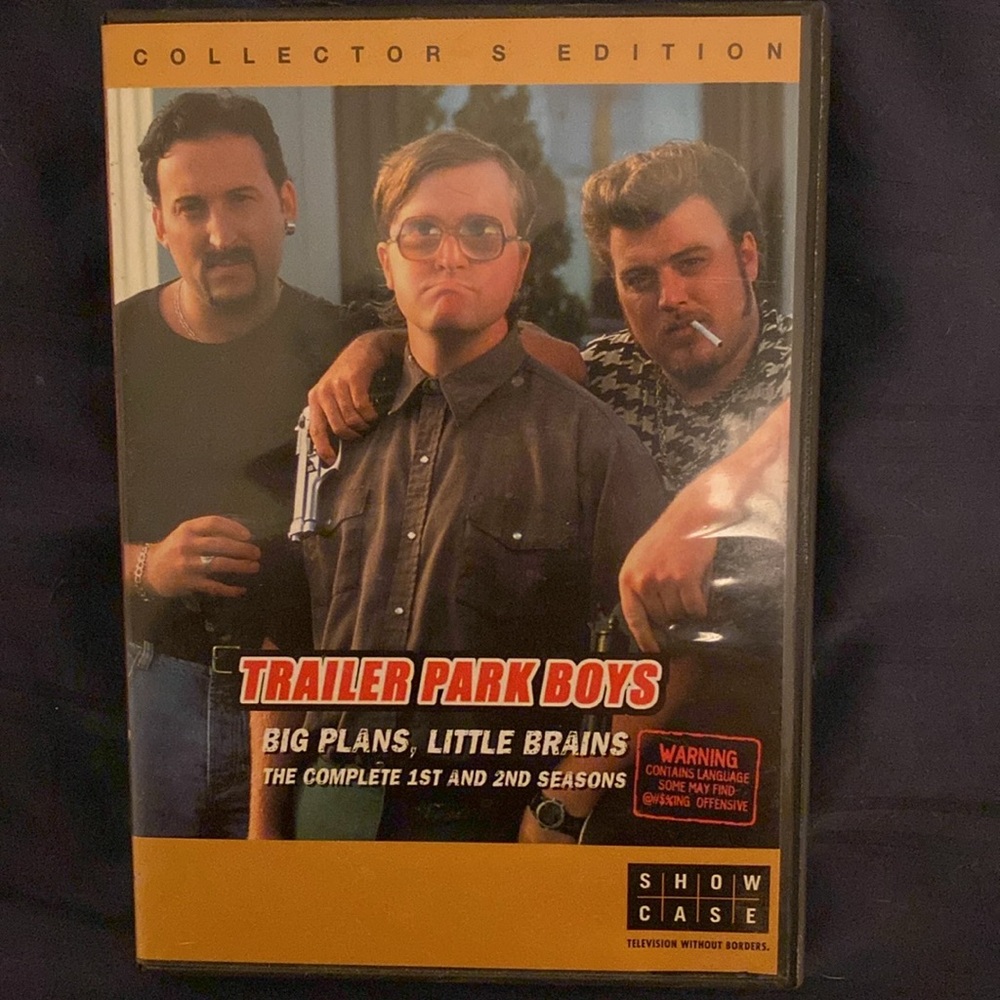 COLLECTOR S EDITION
TRAILER PARK BOYS
BIG PLANS, LITTLE BRAINS
THE COMPLETE 1ST AND 2ND SEASONS
WARNING
CONTAINS LANGUAGE
SOME MAY FIND
@#$%ING OFFENSIVE
SHOW
CASE
TELEVISION WITHOUT BORDERS.